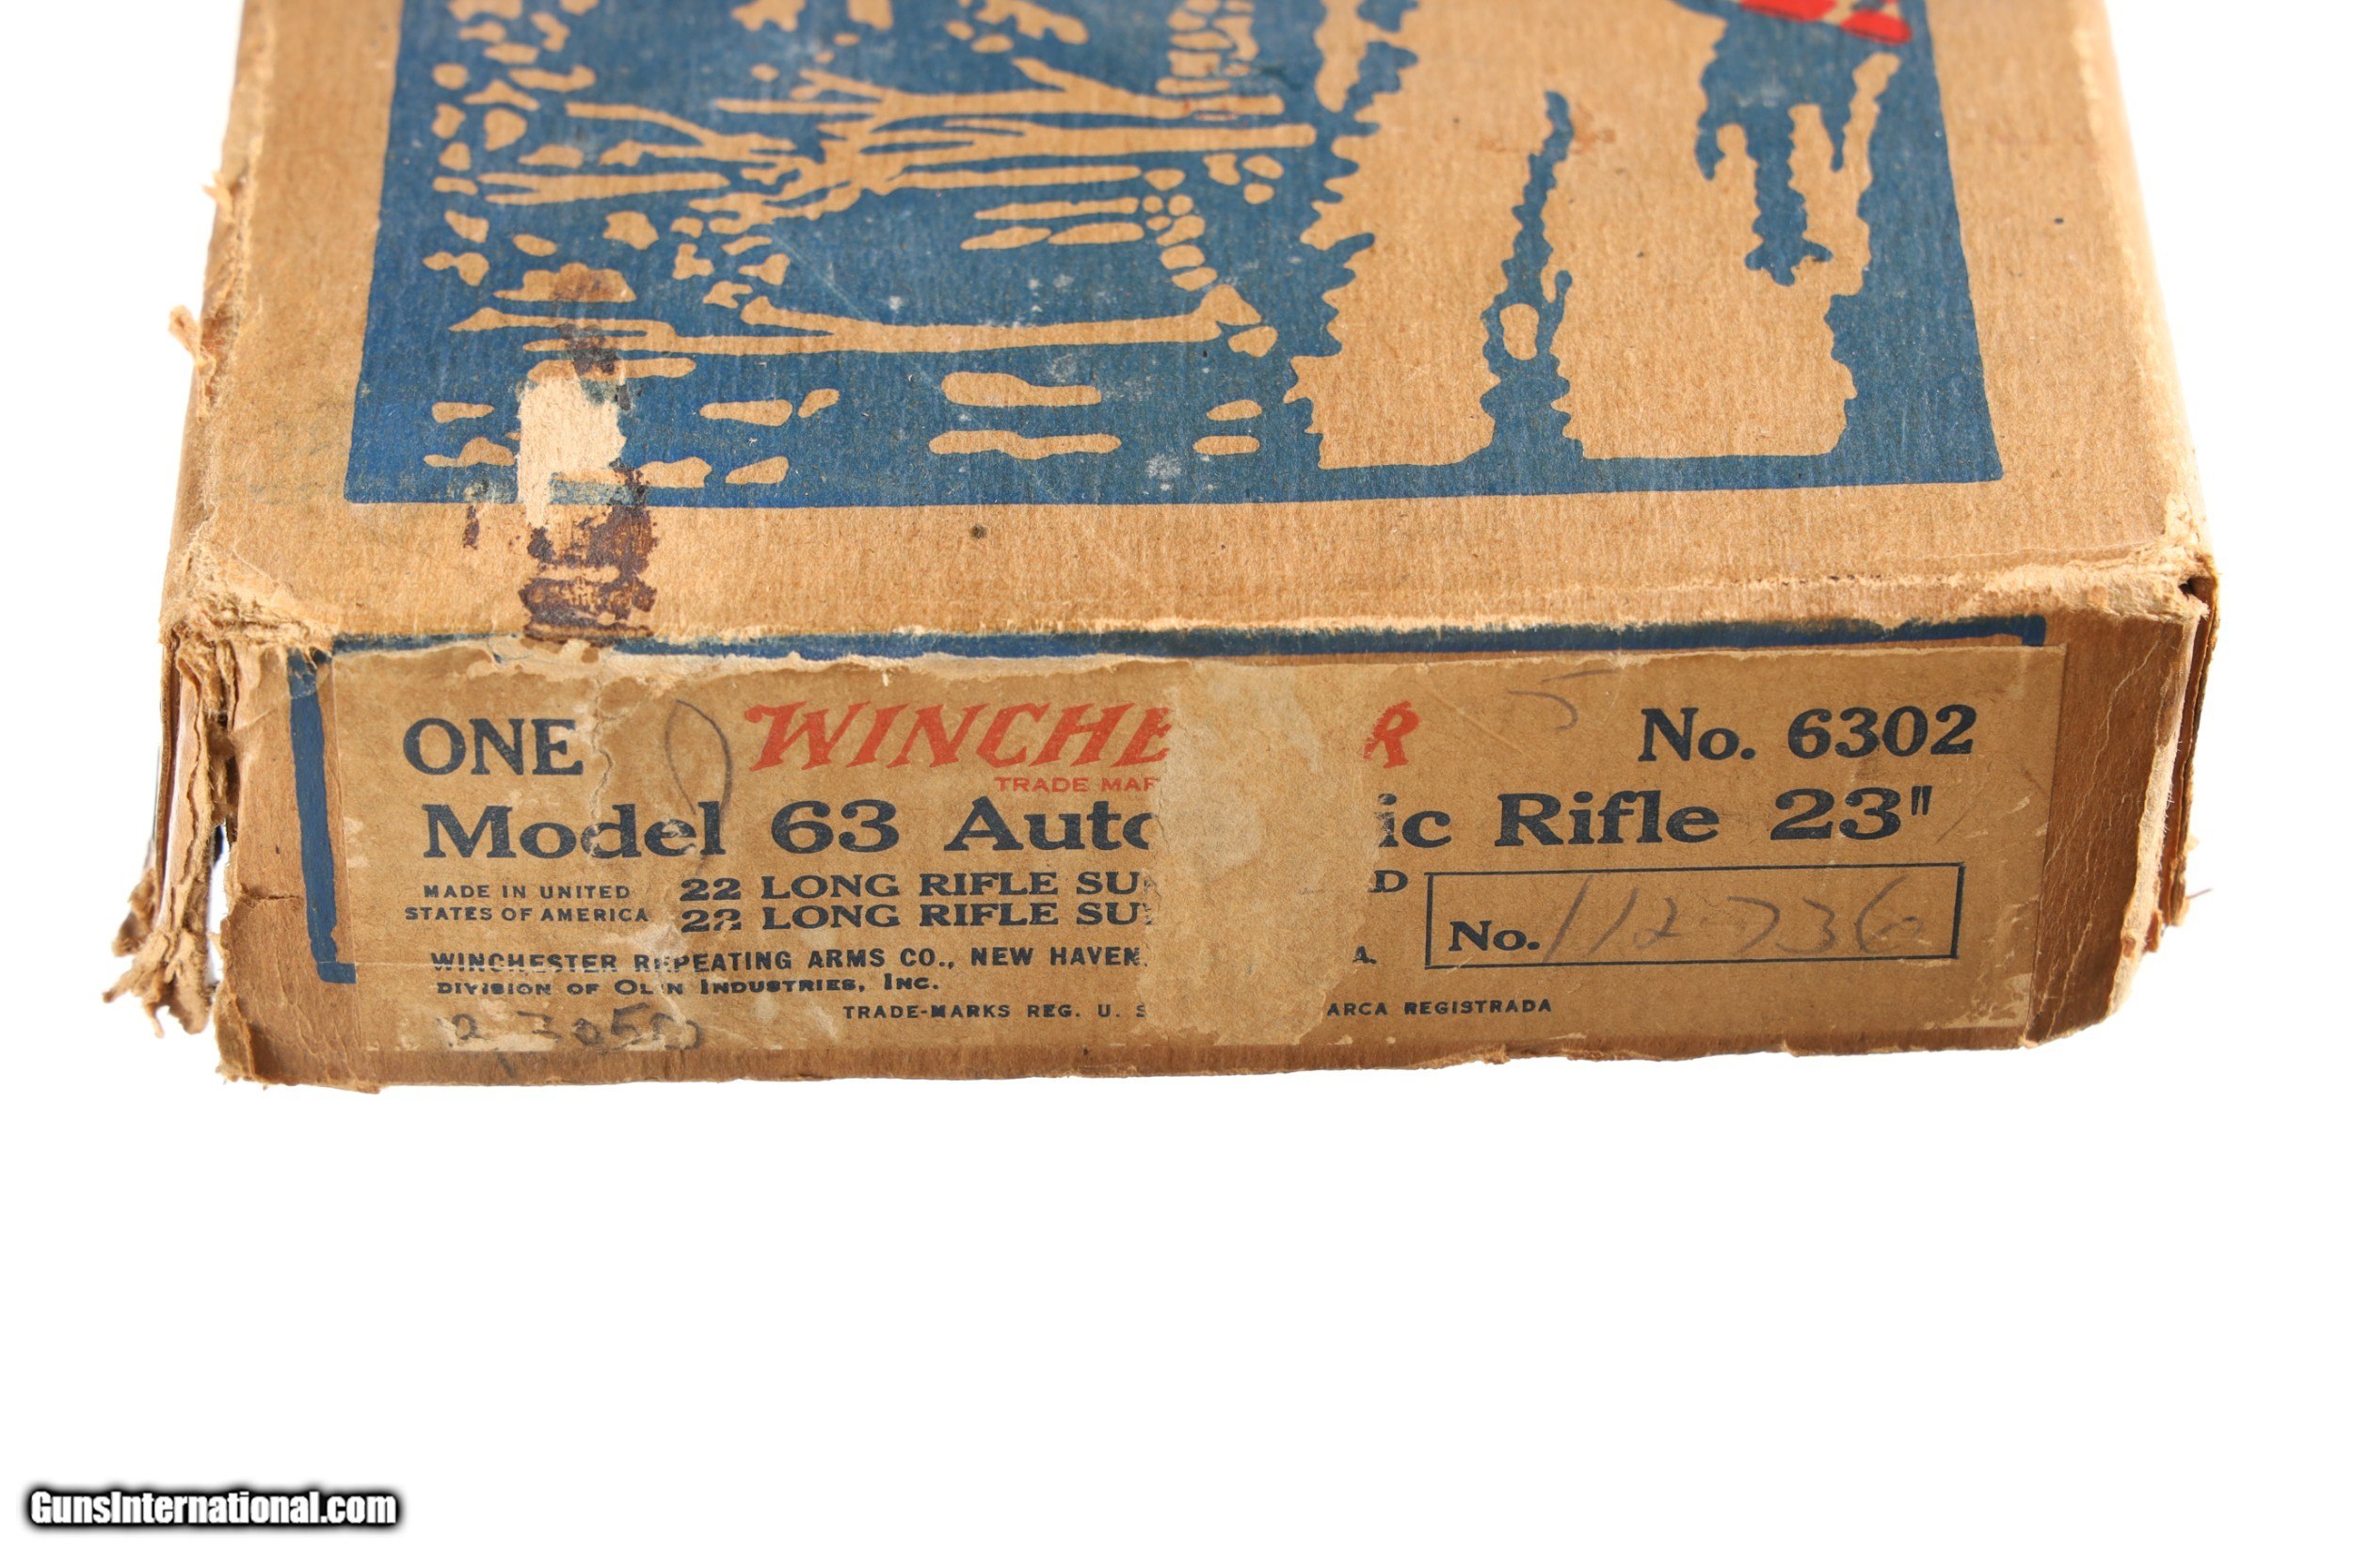 ONE WINCHE R No. 6302
TRADE MAR
Model 63 Auto ic Rifle 23"
MADE IN UNITED
STATES OF AMERICA
22 LONG RIFLE SU D
22 LONG RIFLE SU
No. 112736
WINCHESTER REPEATING ARMS CO., NEW HAVEN, A.
DIVISION OF OLIN INDUSTRIES, INC.
TRADE-MARKS REG. U. S ARCA REGISTRADA
GunsInternational.com